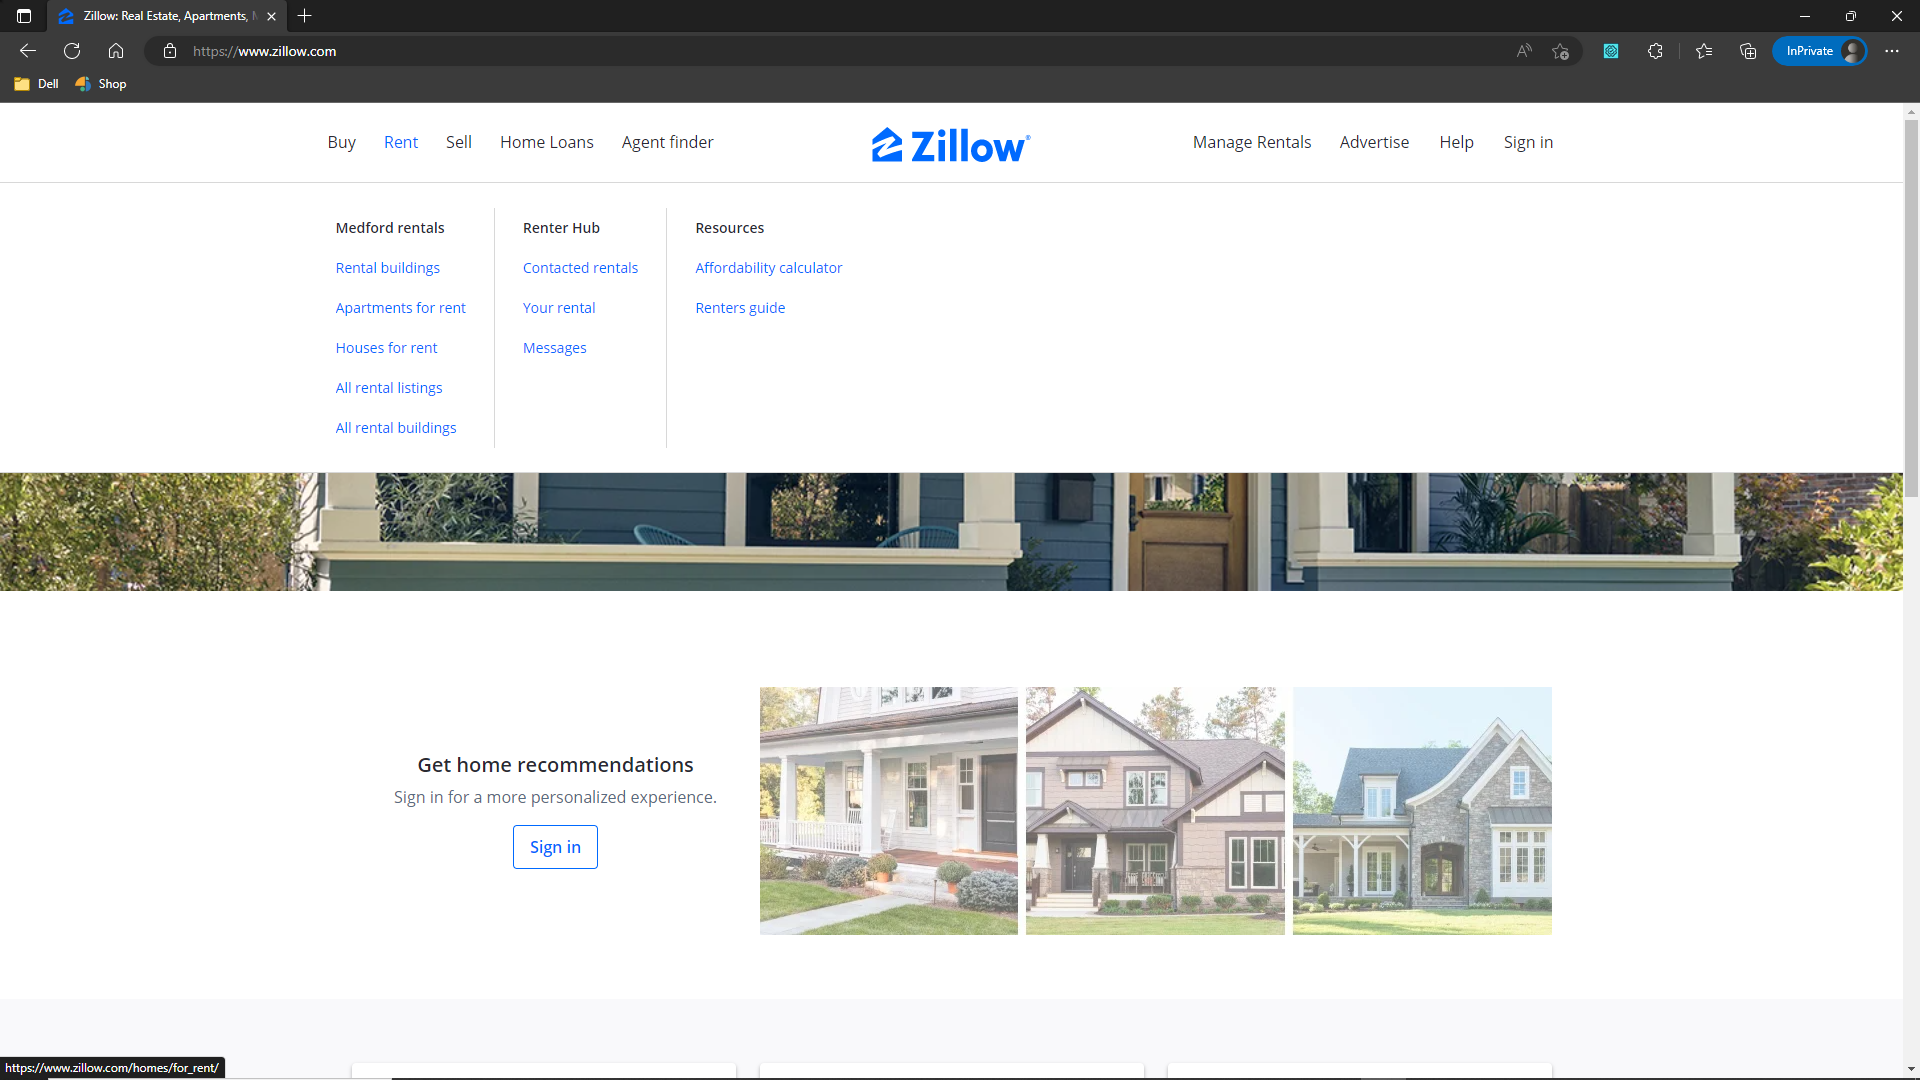 Zillow: Real Estate, Apartments,
https://www.zillow.com
InPrivate
Dell
Shop
Buy
Rent
Sell
Home Loans
Agent finder
Zillow®
Manage Rentals
Advertise
Help
Sign in
Medford rentals
Rental buildings
Apartments for rent
Houses for rent
All rental listings
All rental buildings
Renter Hub
Contacted rentals
Your rental
Messages
Resources
Affordability calculator
Renters guide
Get home recommendations
Sign in for a more personalized experience.
Sign in
https://www.zillow.com/homes/for_rent/